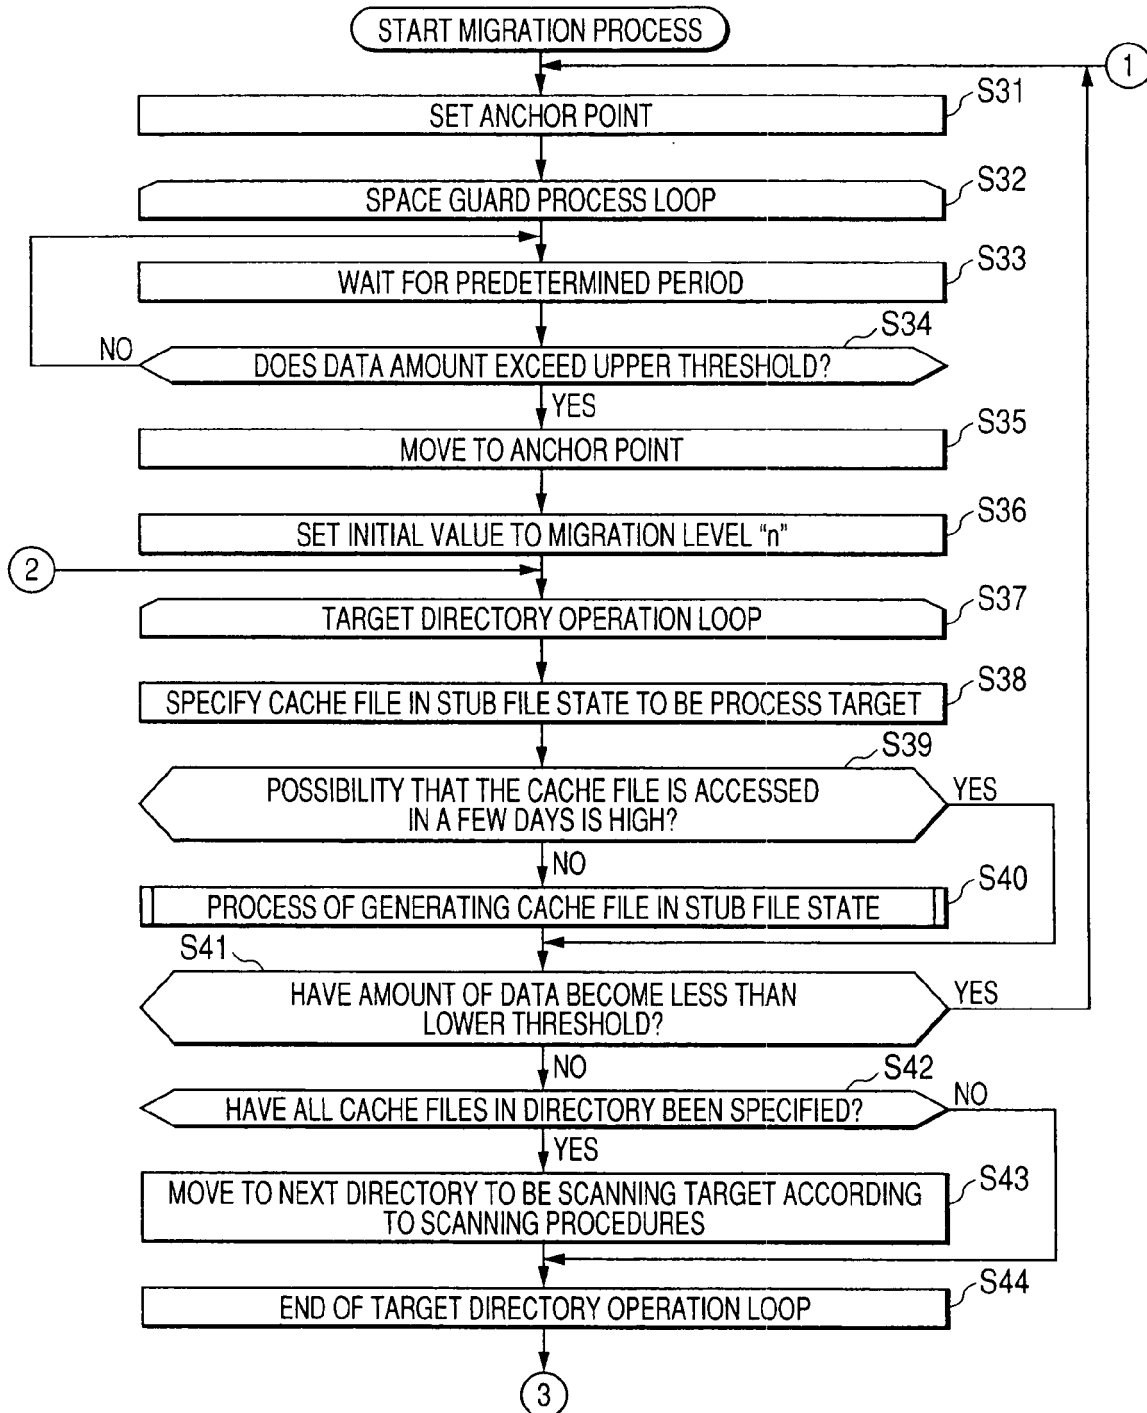 START MIGRATION PROCESS
1
S31
SET ANCHOR POINT
S32
SPACE GUARD PROCESS LOOP
S33
WAIT FOR PREDETERMINED PERIOD
S34
NO
DOES DATA AMOUNT EXCEED UPPER THRESHOLD?
YES
S35
MOVE TO ANCHOR POINT
S36
SET INITIAL VALUE TO MIGRATION LEVEL “n”
2
S37
TARGET DIRECTORY OPERATION LOOP
S38
SPECIFY CACHE FILE IN STUB FILE STATE TO BE PROCESS TARGET
S39
POSSIBILITY THAT THE CACHE FILE IS ACCESSED
IN A FEW DAYS IS HIGH?
YES
NO
S40
PROCESS OF GENERATING CACHE FILE IN STUB FILE STATE
S41
HAVE AMOUNT OF DATA BECOME LESS THAN
LOWER THRESHOLD?
YES
NO
S42
HAVE ALL CACHE FILES IN DIRECTORY BEEN SPECIFIED?
NO
YES
S43
MOVE TO NEXT DIRECTORY TO BE SCANNING TARGET ACCORDING
TO SCANNING PROCEDURES
S44
END OF TARGET DIRECTORY OPERATION LOOP
3